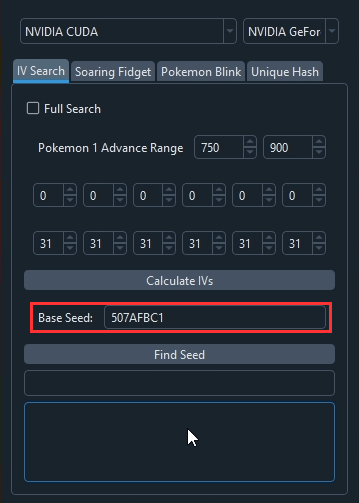 NVIDIA CUDA NVIDIA GeFor
IV Search Soaring Fidget Pokemon Blink Unique Hash
Full Search
Pokemon 1 Advance Range 750 900
0 0 0 0 0 0
31 31 31 31 31 31
Calculate IVs
Base Seed: 507AFBC1
Find Seed